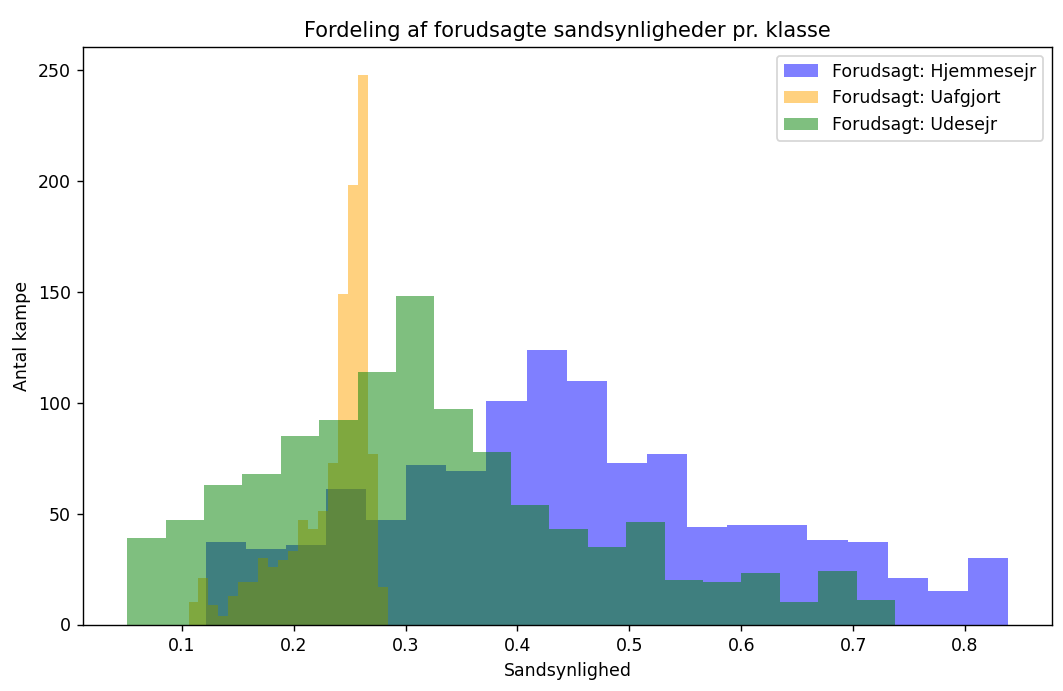 Fordeling af forudsagte sandsynligheder pr. klasse
Forudsagt: Hjemmesejr
Forudsagt: Uafgjort
Forudsagt: Udesejr
Antal kampe
250
200
150
100
50
0
0.1 0.2 0.3 0.4 0.5 0.6 0.7 0.8
Sandsynlighed